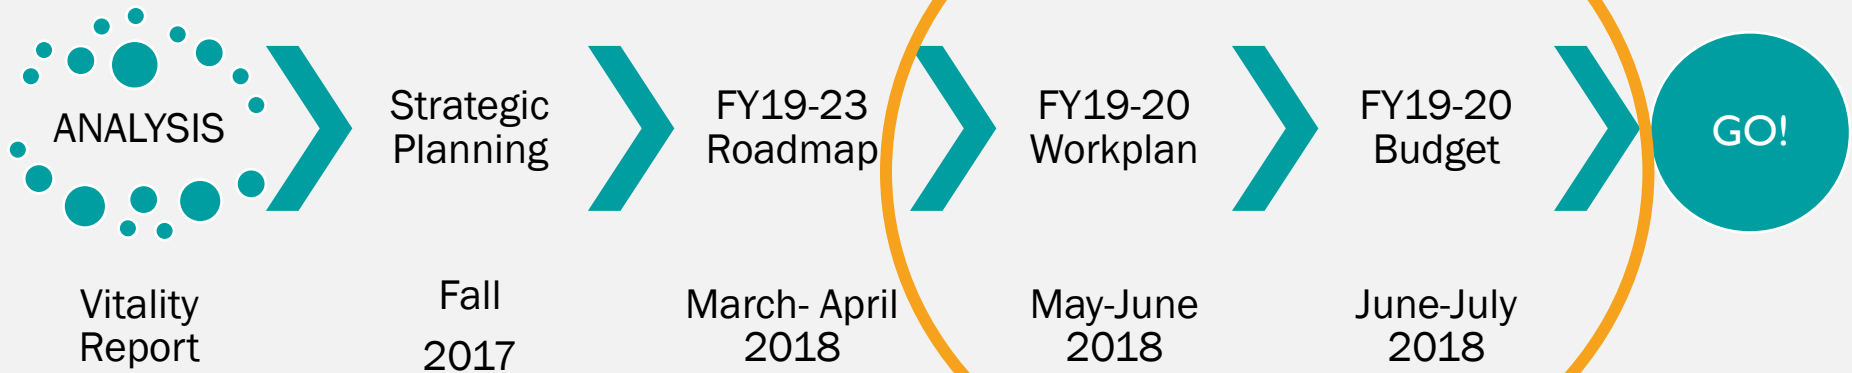 ANALYSIS
Strategic
Planning
FY19-23
Roadmap
FY19-20
Workplan
FY19-20
Budget
GO!
Vitality
Report
Fall
2017
March- April
2018
May-June
2018
June-July
2018